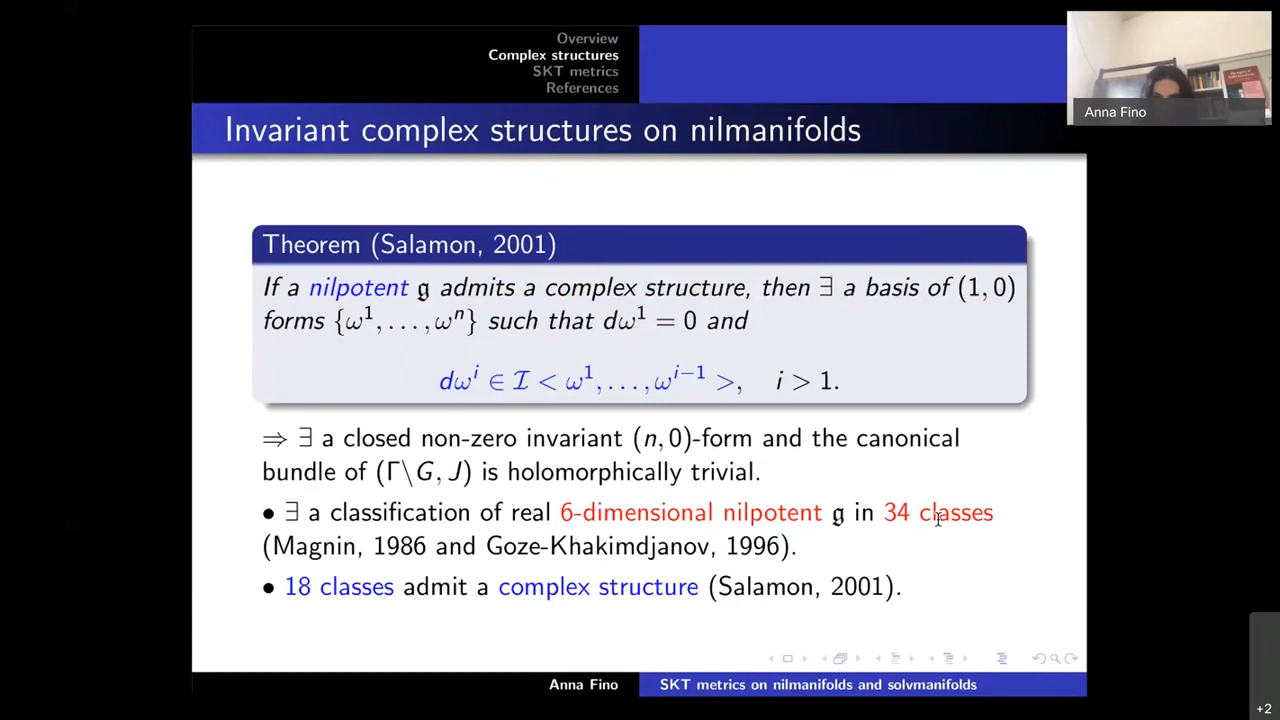 Overview
Complex structures
SKT metrics
References
Anna Fino
Invariant complex structures on nilmanifolds
Theorem (Salamon, 2001)
If a nilpotent 𝔤 admits a complex structure, then ∃ a basis of (1, 0)
forms {ω¹, . . . , ωⁿ} such that dω¹ = 0 and
dωⁱ ∈ ℐ < ω¹, . . . , ωⁱ⁻¹ >, i > 1.
⇒ ∃ a closed non-zero invariant (n, 0)-form and the canonical
bundle of (Γ\G, J) is holomorphically trivial.
• ∃ a classification of real 6-dimensional nilpotent 𝔤 in 34 classes
(Magnin, 1986 and Goze-Khakimdjanov, 1996).
• 18 classes admit a complex structure (Salamon, 2001).
Anna Fino SKT metrics on nilmanifolds and solvmanifolds
+2